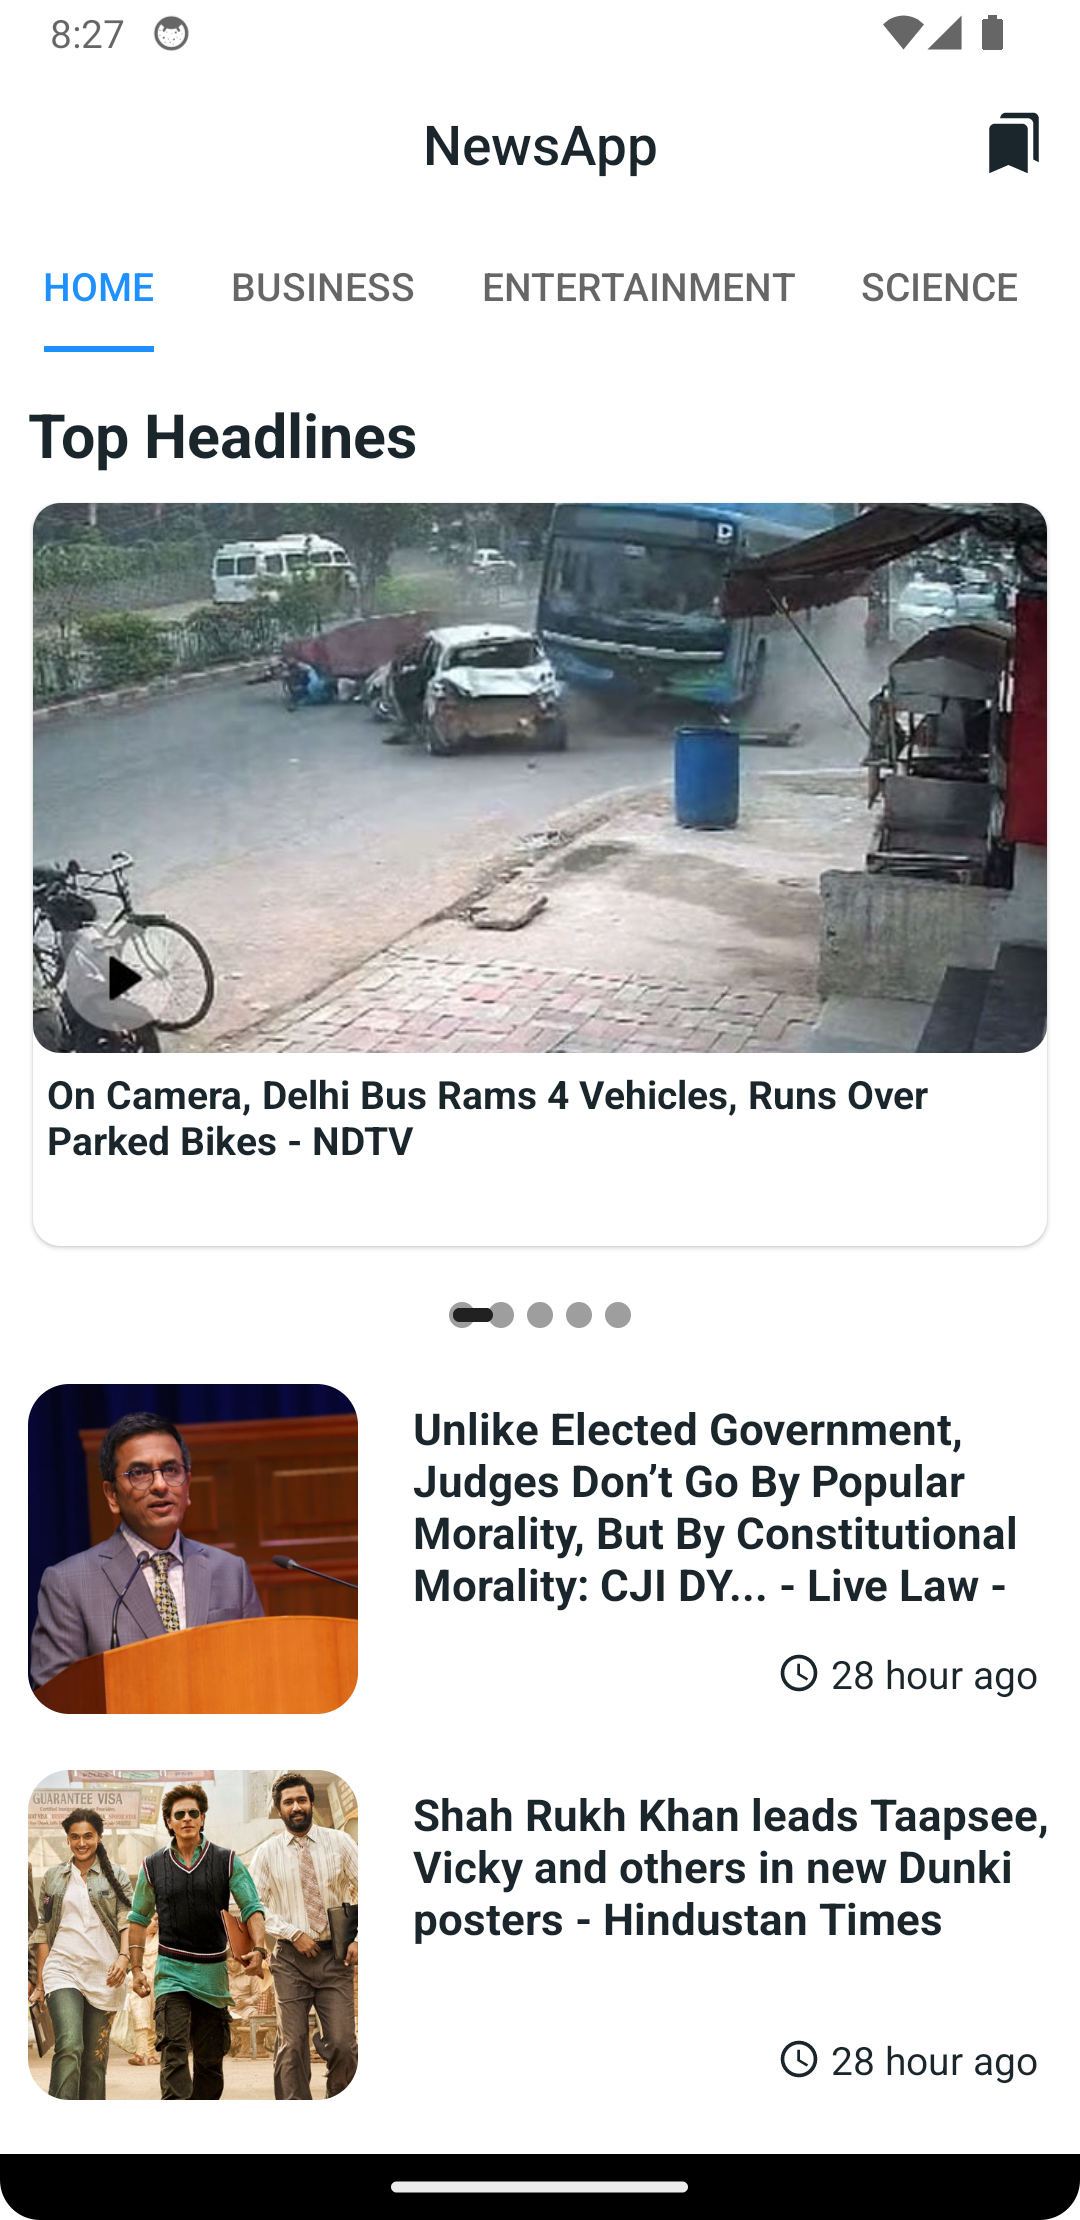 8:27
NewsApp
HOME
BUSINESS
ENTERTAINMENT
SCIENCE
Top Headlines
D
On Camera, Delhi Bus Rams 4 Vehicles, Runs Over
Parked Bikes - NDTV
Unlike Elected Government,
Judges Don’t Go By Popular
Morality, But By Constitutional
Morality: CJI DY... - Live Law -
28 hour ago
GUARANTEE VISA
Shah Rukh Khan leads Taapsee,
Vicky and others in new Dunki
posters - Hindustan Times
28 hour ago